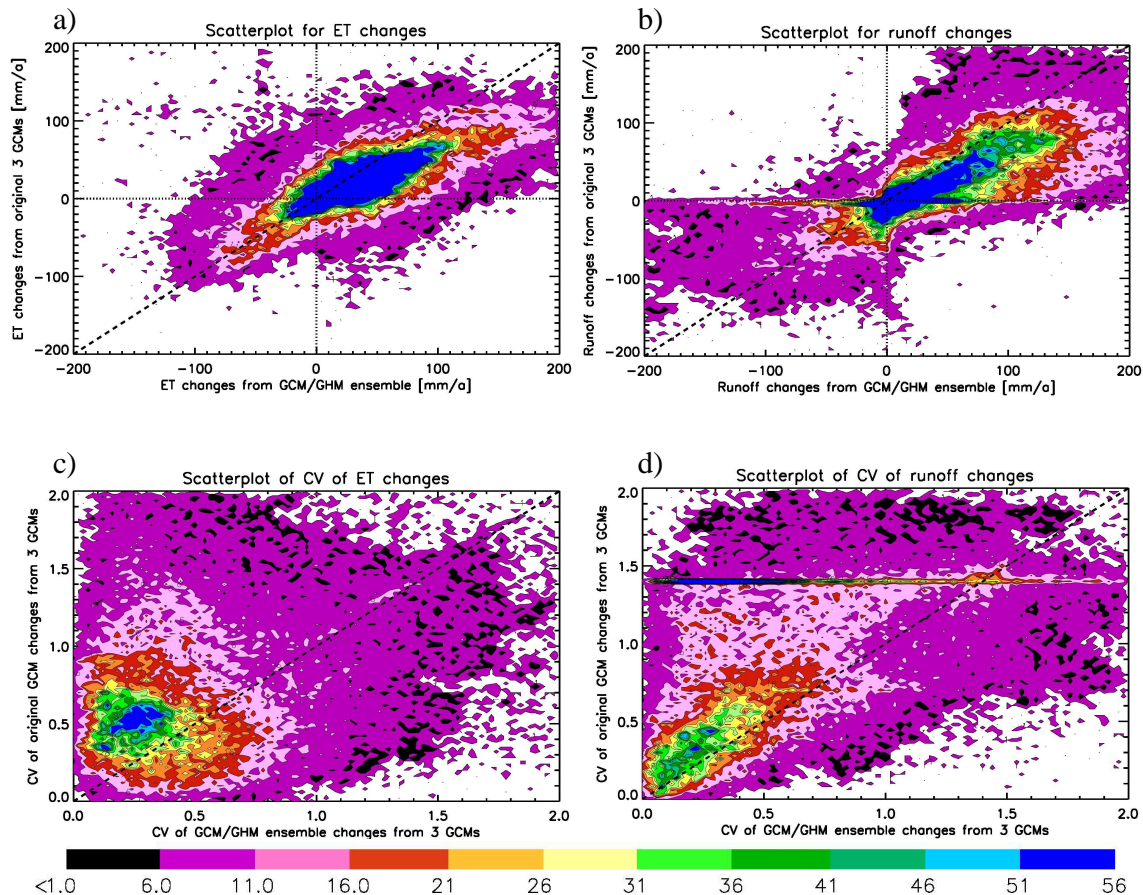 a)
Scatterplot for ET changes
ET changes from original 3 GCMs [mm/a]
200
100
0
-100
-200
-200 -100 0 100 200
ET changes from GCM/GHM ensemble [mm/a]
b)
Scatterplot for runoff changes
Runoff changes from original 3 GCMs [mm/a]
200
100
0
-100
-200
-200 -100 0 100 200
Runoff changes from GCM/GHM ensemble [mm/a]
c)
Scatterplot of CV of ET changes
CV of original GCM changes from 3 GCMs
2.0
1.5
1.0
0.5
0.0
0.0 0.5 1.0 1.5 2.0
CV of GCM/GHM ensemble changes from 3 GCMs
d)
Scatterplot of CV of runoff changes
CV of original GCM changes from 3 GCMs
2.0
1.5
1.0
0.5
0.0
0.0 0.5 1.0 1.5 2.0
CV of GCM/GHM ensemble changes from 3 GCMs
<1.0 6.0 11.0 16.0 21 26 31 36 41 46 51 56